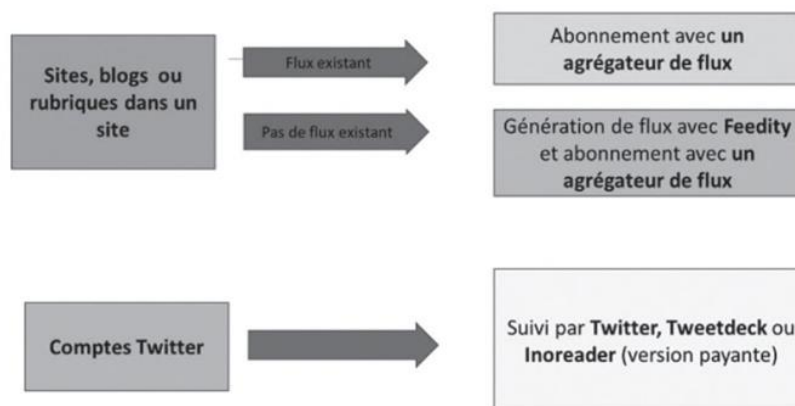 Sites, blogs ou
rubriques dans un
site
Flux existant
Abonnement avec un
agrégateur de flux
Pas de flux existant
Génération de flux avec Feedity
et abonnement avec un
agrégateur de flux
Comptes Twitter
Suivi par Twitter, Tweetdeck ou
Inoreader (version payante)